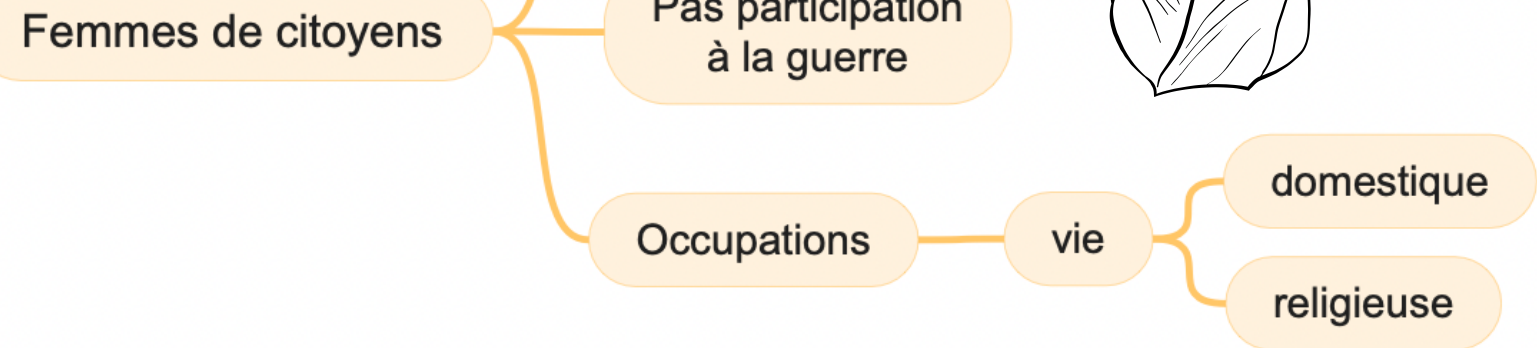 Femmes de citoyens
Pas participation
à la guerre
Occupations
vie
domestique
religieuse